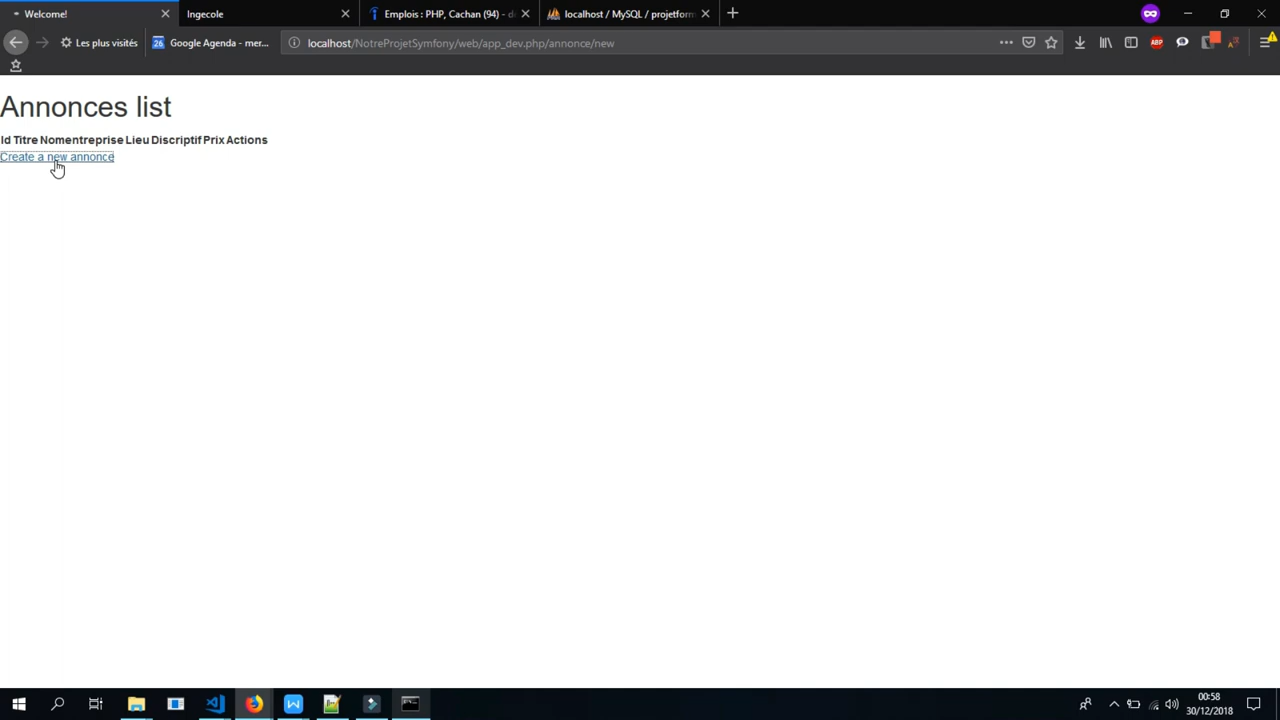 Welcome!
Ingecole
Emplois : PHP, Cachan (94) - d
localhost / MySQL / projetform
Les plus visités
26
Google Agenda - mer...
localhost/NotreProjetSymfony/web/app_dev.php/annonce/new
ABP
Annonces list
Id Titre Nomentreprise Lieu Discriptif Prix Actions
Create a new annonce
W
00:58
30/12/2018